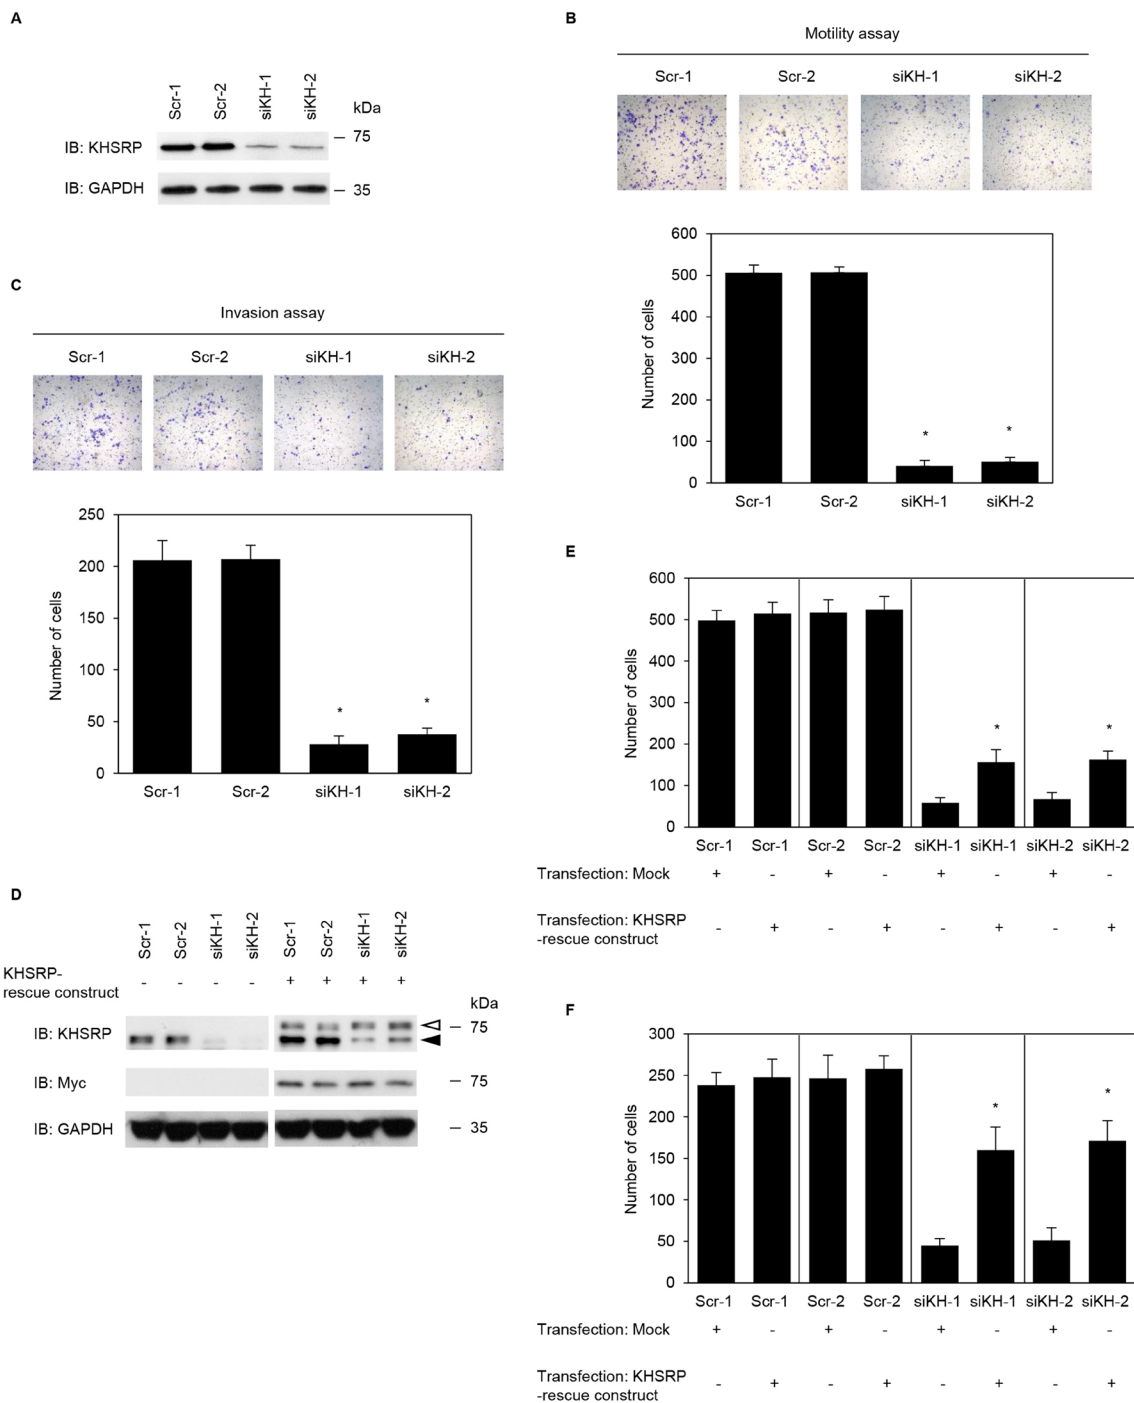 A
Scr-1 Scr-2 siKH-1 siKH-2
kDa
IB: KHSRP
75
IB: GAPDH
35
B
Motility assay
Scr-1 Scr-2 siKH-1 siKH-2
600
500
400
300
200
100
0
Number of cells
* *
Scr-1 Scr-2 siKH-1 siKH-2
C
Invasion assay
Scr-1 Scr-2 siKH-1 siKH-2
250
200
150
100
50
0
Number of cells
* *
Scr-1 Scr-2 siKH-1 siKH-2
D
Scr-1 Scr-2 siKH-1 siKH-2 Scr-1 Scr-2 siKH-1 siKH-2
KHSRP-
rescue construct
- - - - + + + +
kDa
IB: KHSRP
75
IB: Myc
75
IB: GAPDH
35
E
600
500
400
300
200
100
0
Number of cells
* *
Scr-1 Scr-1 Scr-2 Scr-2 siKH-1 siKH-1 siKH-2 siKH-2
Transfection: Mock + - + - + - + -
Transfection: KHSRP
-rescue construct - + - + - + - +
F
300
250
200
150
100
50
0
Number of cells
* *
Scr-1 Scr-1 Scr-2 Scr-2 siKH-1 siKH-1 siKH-2 siKH-2
Transfection: Mock + - + - + - + -
Transfection: KHSRP
-rescue construct - + - + - + - +